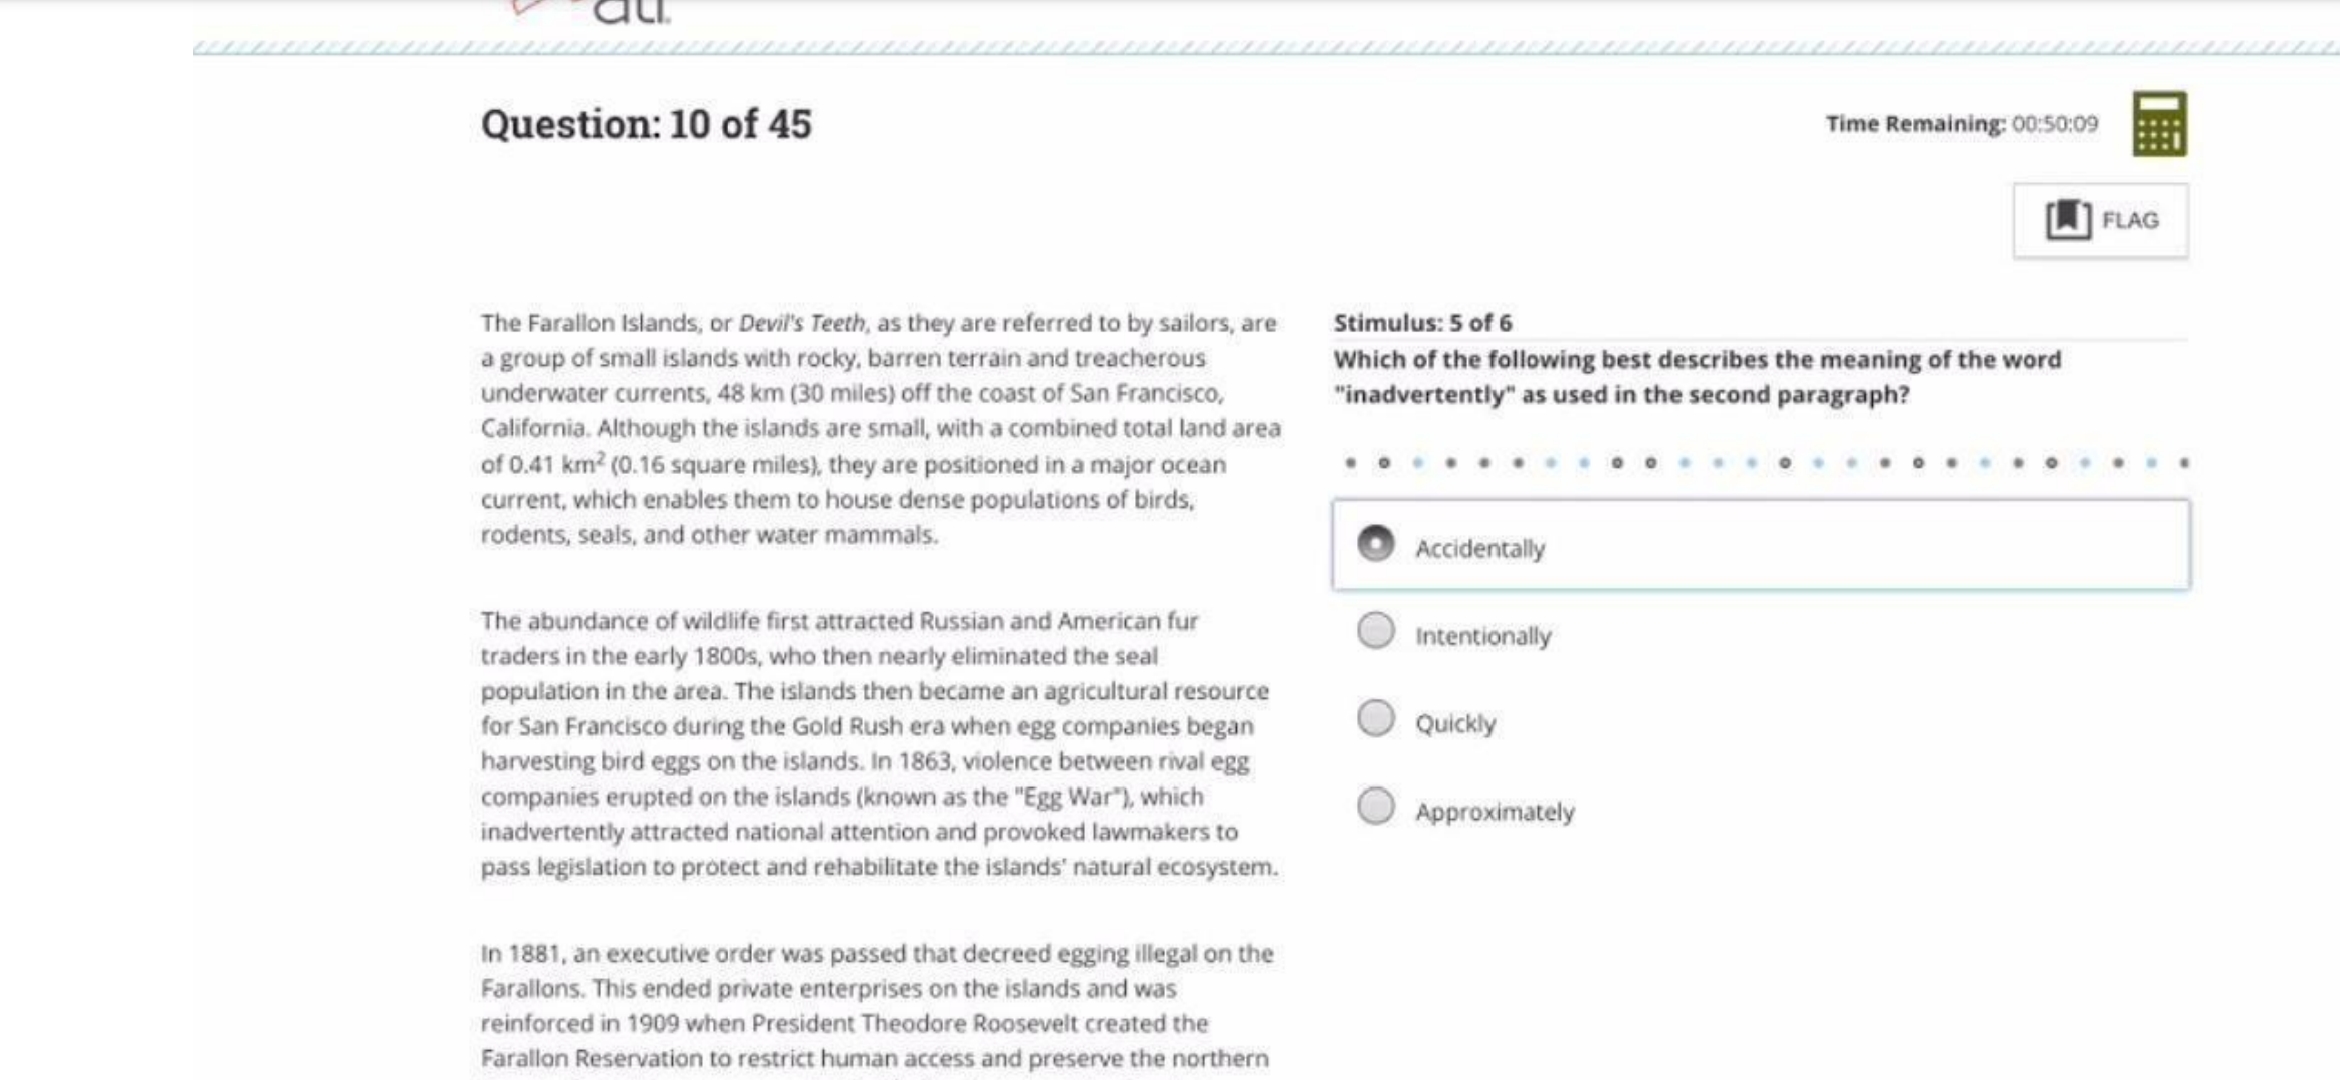 ati.
Question: 10 of 45
Time Remaining: 00:50:09
FLAG
The Farallon Islands, or Devil's Teeth, as they are referred to by sailors, are
a group of small islands with rocky, barren terrain and treacherous
underwater currents, 48 km (30 miles) off the coast of San Francisco,
California. Although the islands are small, with a combined total land area
of 0.41 km² (0.16 square miles), they are positioned in a major ocean
current, which enables them to house dense populations of birds,
rodents, seals, and other water mammals.
The abundance of wildlife first attracted Russian and American fur
traders in the early 1800s, who then nearly eliminated the seal
population in the area. The islands then became an agricultural resource
for San Francisco during the Gold Rush era when egg companies began
harvesting bird eggs on the islands. In 1863, violence between rival egg
companies erupted on the islands (known as the "Egg War"), which
inadvertently attracted national attention and provoked lawmakers to
pass legislation to protect and rehabilitate the islands' natural ecosystem.
In 1881, an executive order was passed that decreed egging illegal on the
Farallons. This ended private enterprises on the islands and was
reinforced in 1909 when President Theodore Roosevelt created the
Farallon Reservation to restrict human access and preserve the northern
Stimulus: 5 of 6
Which of the following best describes the meaning of the word
"inadvertently" as used in the second paragraph?
Accidentally
Intentionally
Quickly
Approximately